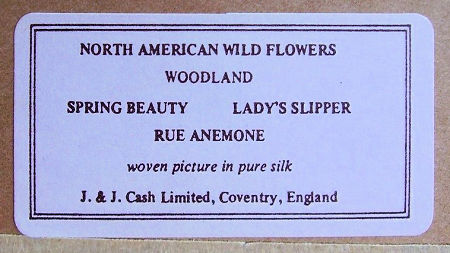 NORTH AMERICAN WILD FLOWERS
WOODLAND
SPRING BEAUTY LADY'S SLIPPER
RUE ANEMONE
woven picture in pure silk
J. & J. Cash Limited, Coventry, England